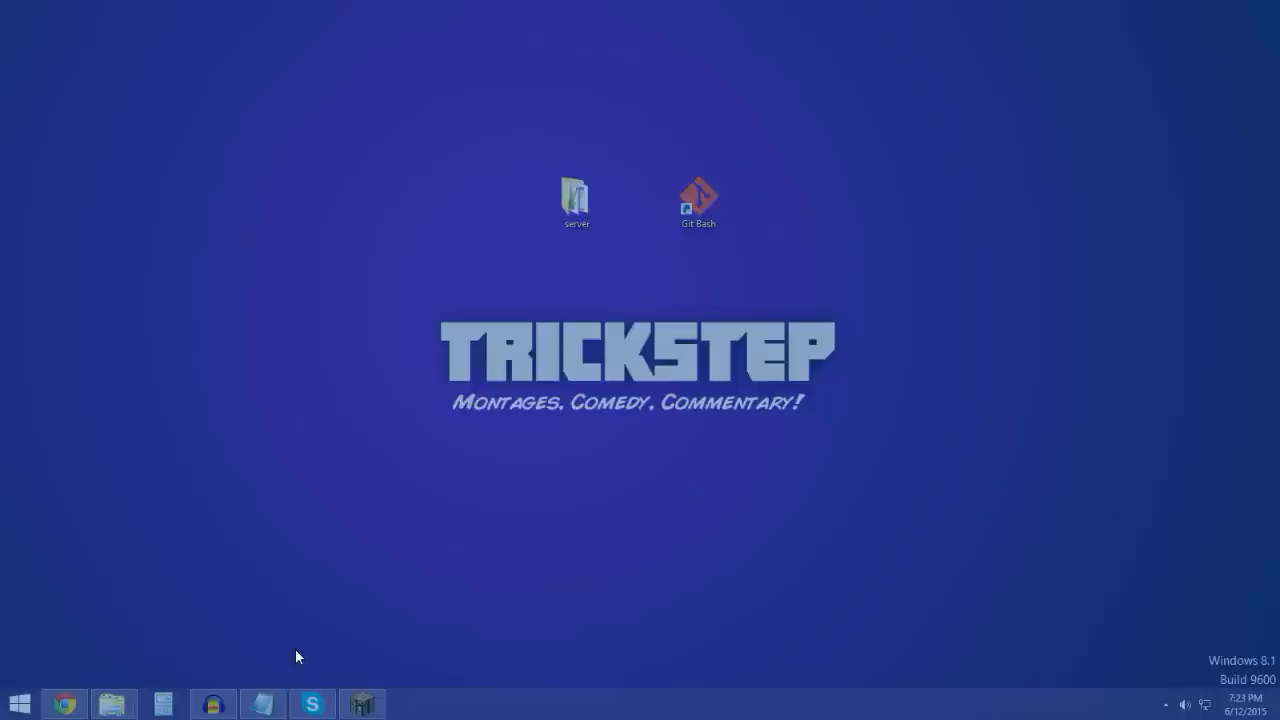 server
Git Bash
TRICKSTEP
MONTAGES, COMEDY, COMMENTARY!
Windows 8.1
Build 9600
7:23 PM
6/12/2015